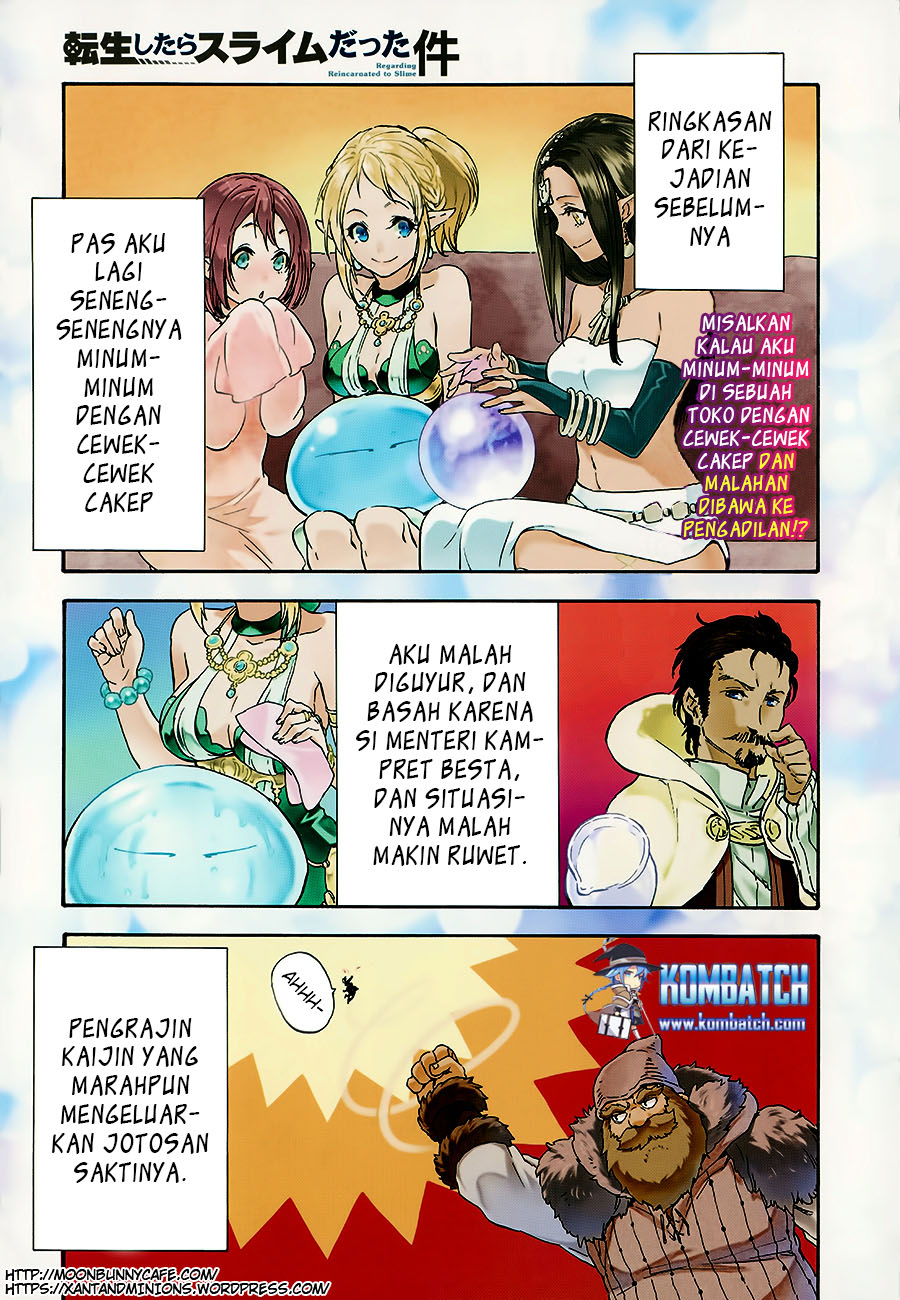 転生したらスライムだった件
Regarding
Reincarnated to Slime
RINGKASAN
DARI KE-
JADIAN
SEBELUM-
NYA
PAS AKU
LAGI
SENENG-
SENENGNYA
MINUM-
MINUM
DENGAN
CEWEK-
CEWEK
CAKEP
MISALKAN
KALAU AKU
MINUM-MINUM
DI SEBUAH
TOKO DENGAN
CEWEK-CEWEK
CAKEP DAN
MALAHAN
DIBAWA KE
PENGADILAN!?
AKU MALAH
DIGUYUR, DAN
BASAH KARENA
SI MENTERI KAM-
PRET BESTA,
DAN SITUASI-
NYA MALAH
MAKIN RUWET.
AHHH-
KOMBATCH
www.kombatch.com
PENGRAJIN
KAIJIN YANG
MARAHPUN
MENGELUAR-
KAN JOTOSAN
SAKTINYA.
HTTP://MOONBUNNYCAFE.COM/
HTTPS://XANTANDMINIONS.WORDPRESS.COM/